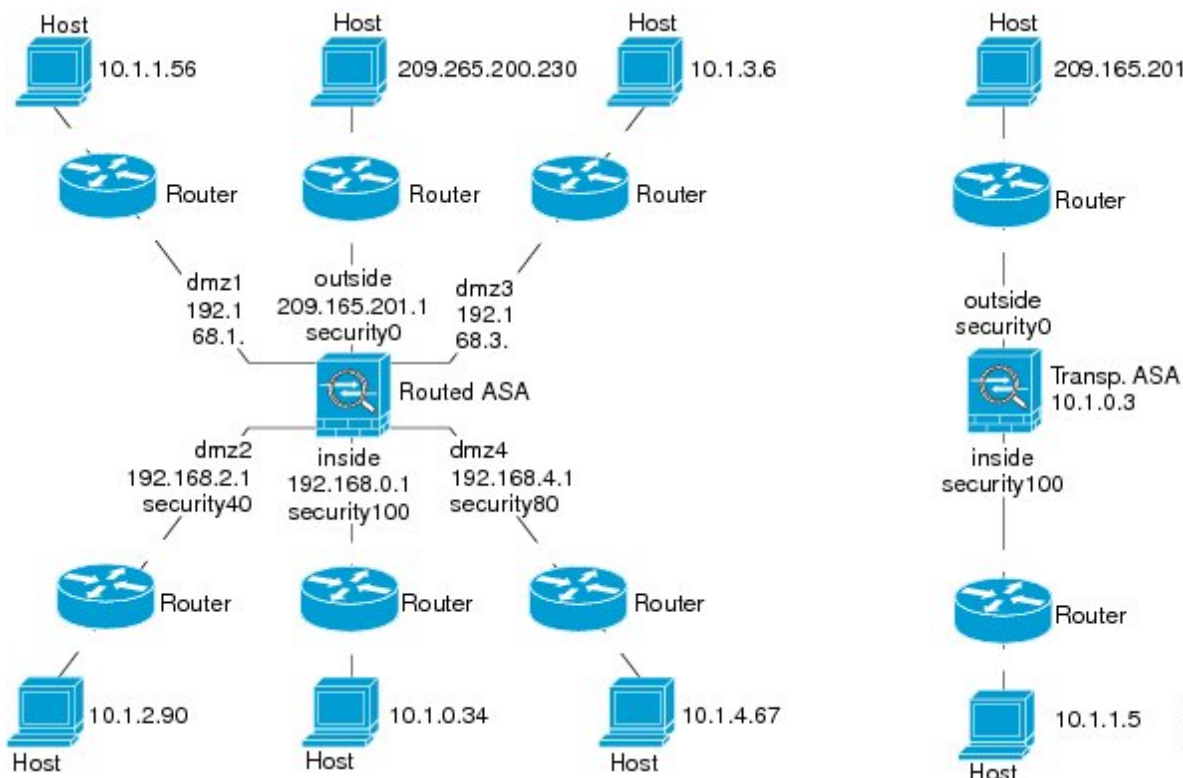 Host
10.1.1.56
Host
209.265.200.230
Host
10.1.3.6
Host
209.165.201
Router
Router
Router
Router
dmz1
192.1
68.1.
outside
209.165.201.1
security0
dmz3
192.1
68.3.
outside
security0
Routed ASA
Transp. ASA
10.1.0.3
dmz2
192.168.2.1
security40
inside
192.168.0.1
security100
dmz4
192.168.4.1
security80
inside
security100
Router
Router
Router
Router
10.1.2.90
Host
10.1.0.34
Host
10.1.4.67
Host
10.1.1.5
Host